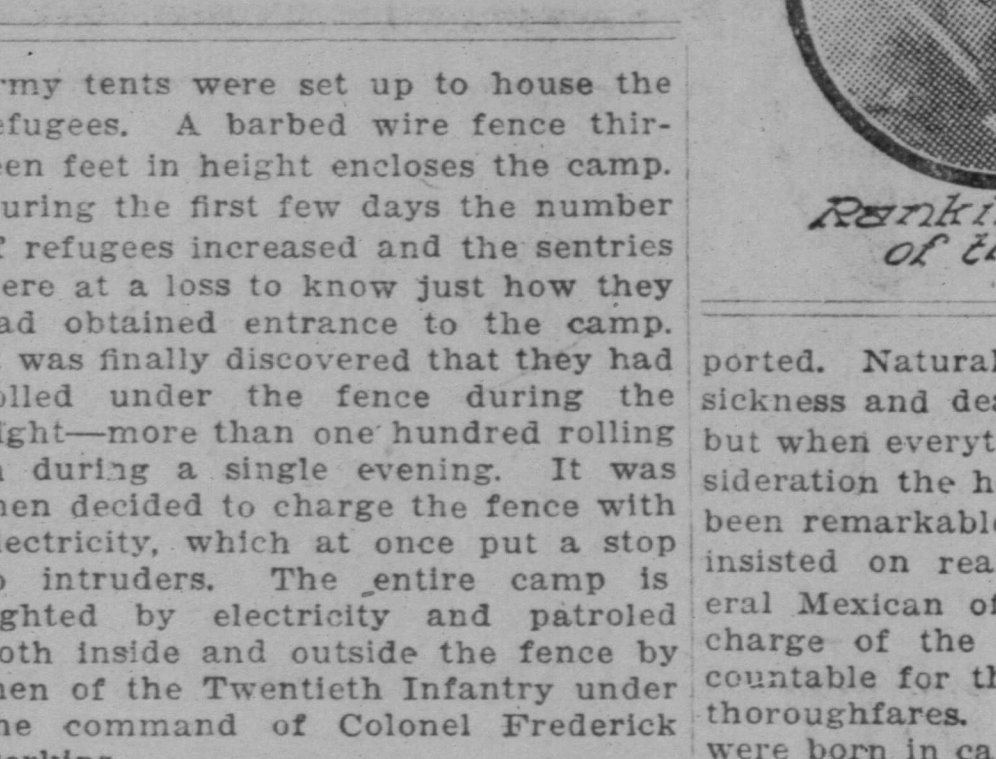 rmy tents were set up to house the
efugees. A barbed wire fence thir-
een feet in height encloses the camp.
uring the first few days the number
f refugees increased and the sentries
ere at a loss to know just how they
ad obtained entrance to the camp.
was finally discovered that they had
olled under the fence during the
ight—more than one hundred rolling
n during a single evening. It was
hen decided to charge the fence with
lectricity, which at once put a stop
o intruders. The entire camp is
ighted by electricity and patroled
oth inside and outside the fence by
men of the Twentieth Infantry under
he command of Colonel Frederick
Rankin
of th
ported. Natural
sickness and dea
but when everyt
sideration the h
been remarkable
insisted on rea
eral Mexican of
charge of the
countable for th
thoroughfares.
were born in ca